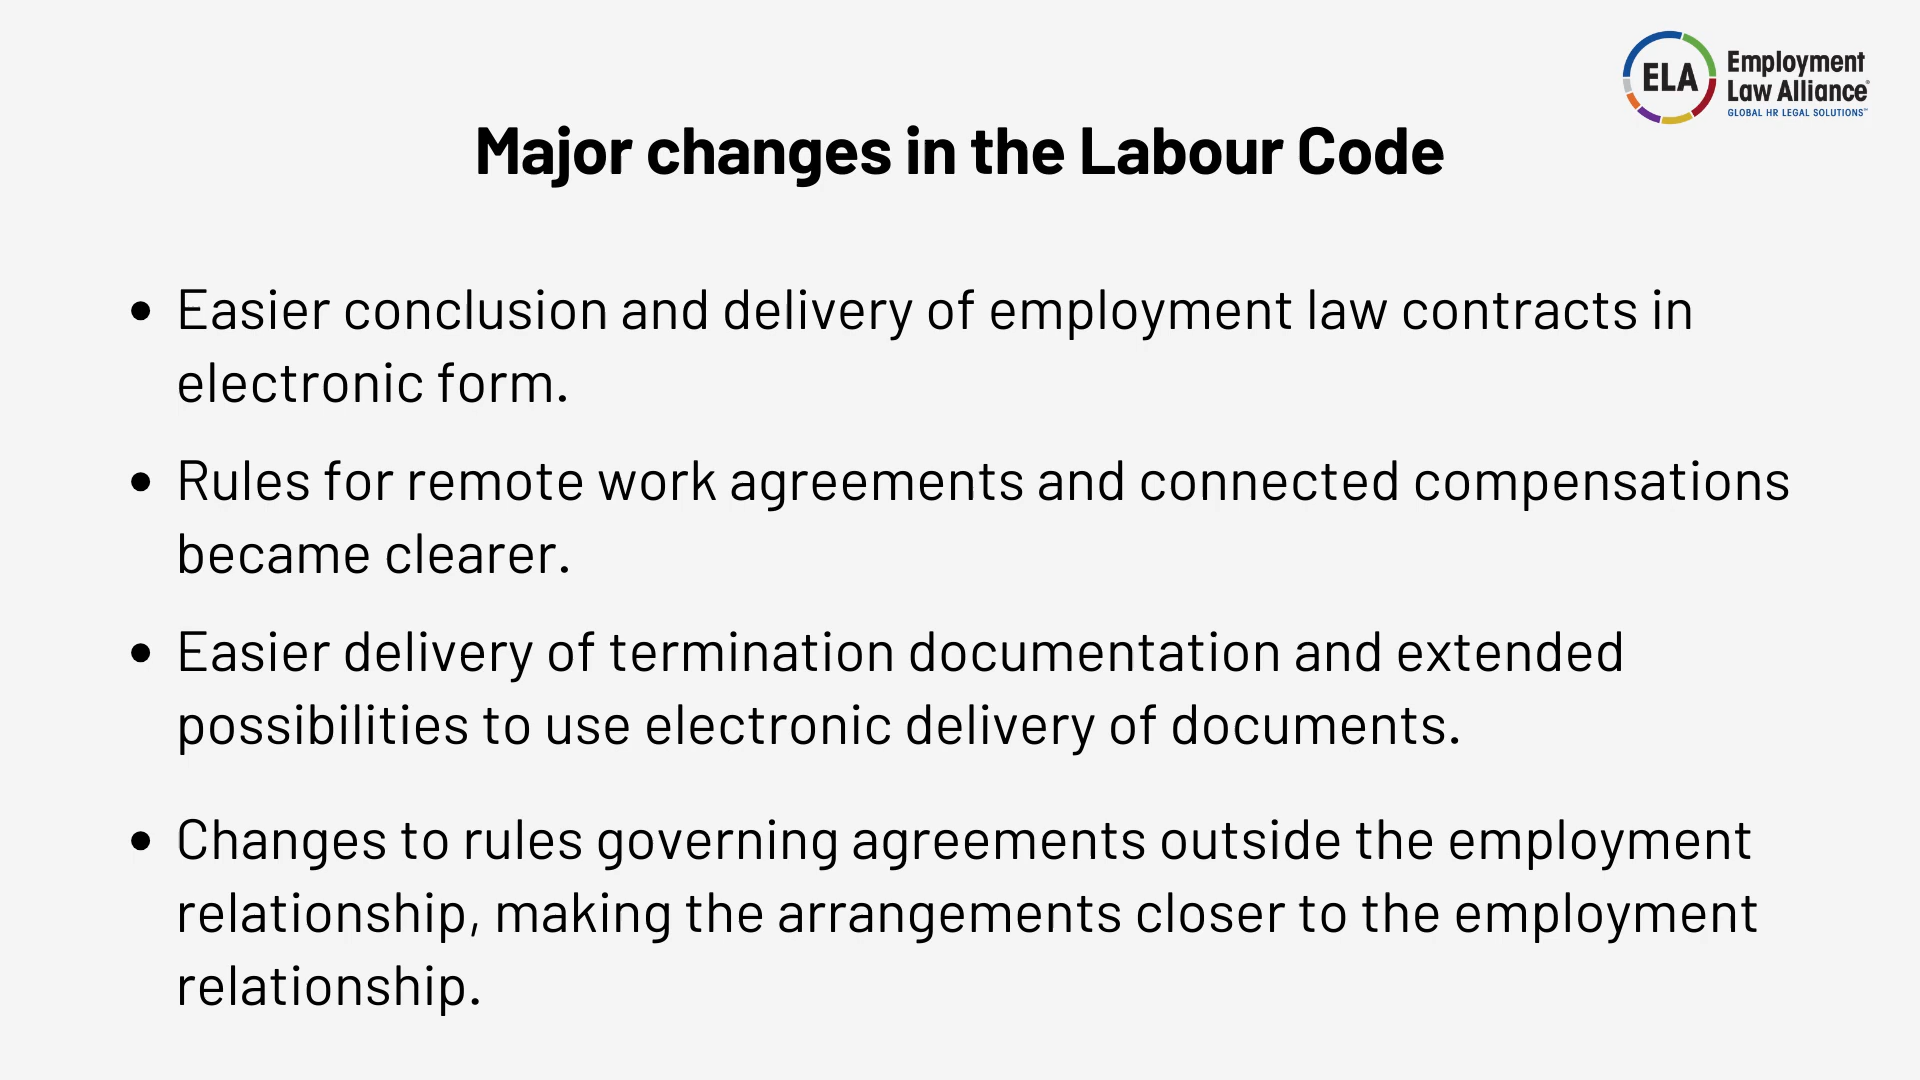 ELA
Employment
Law Alliance®
GLOBAL HR LEGAL SOLUTIONS™
Major changes in the Labour Code
• Easier conclusion and delivery of employment law contracts in
electronic form.
• Rules for remote work agreements and connected compensations
became clearer.
• Easier delivery of termination documentation and extended
possibilities to use electronic delivery of documents.
• Changes to rules governing agreements outside the employment
relationship, making the arrangements closer to the employment
relationship.